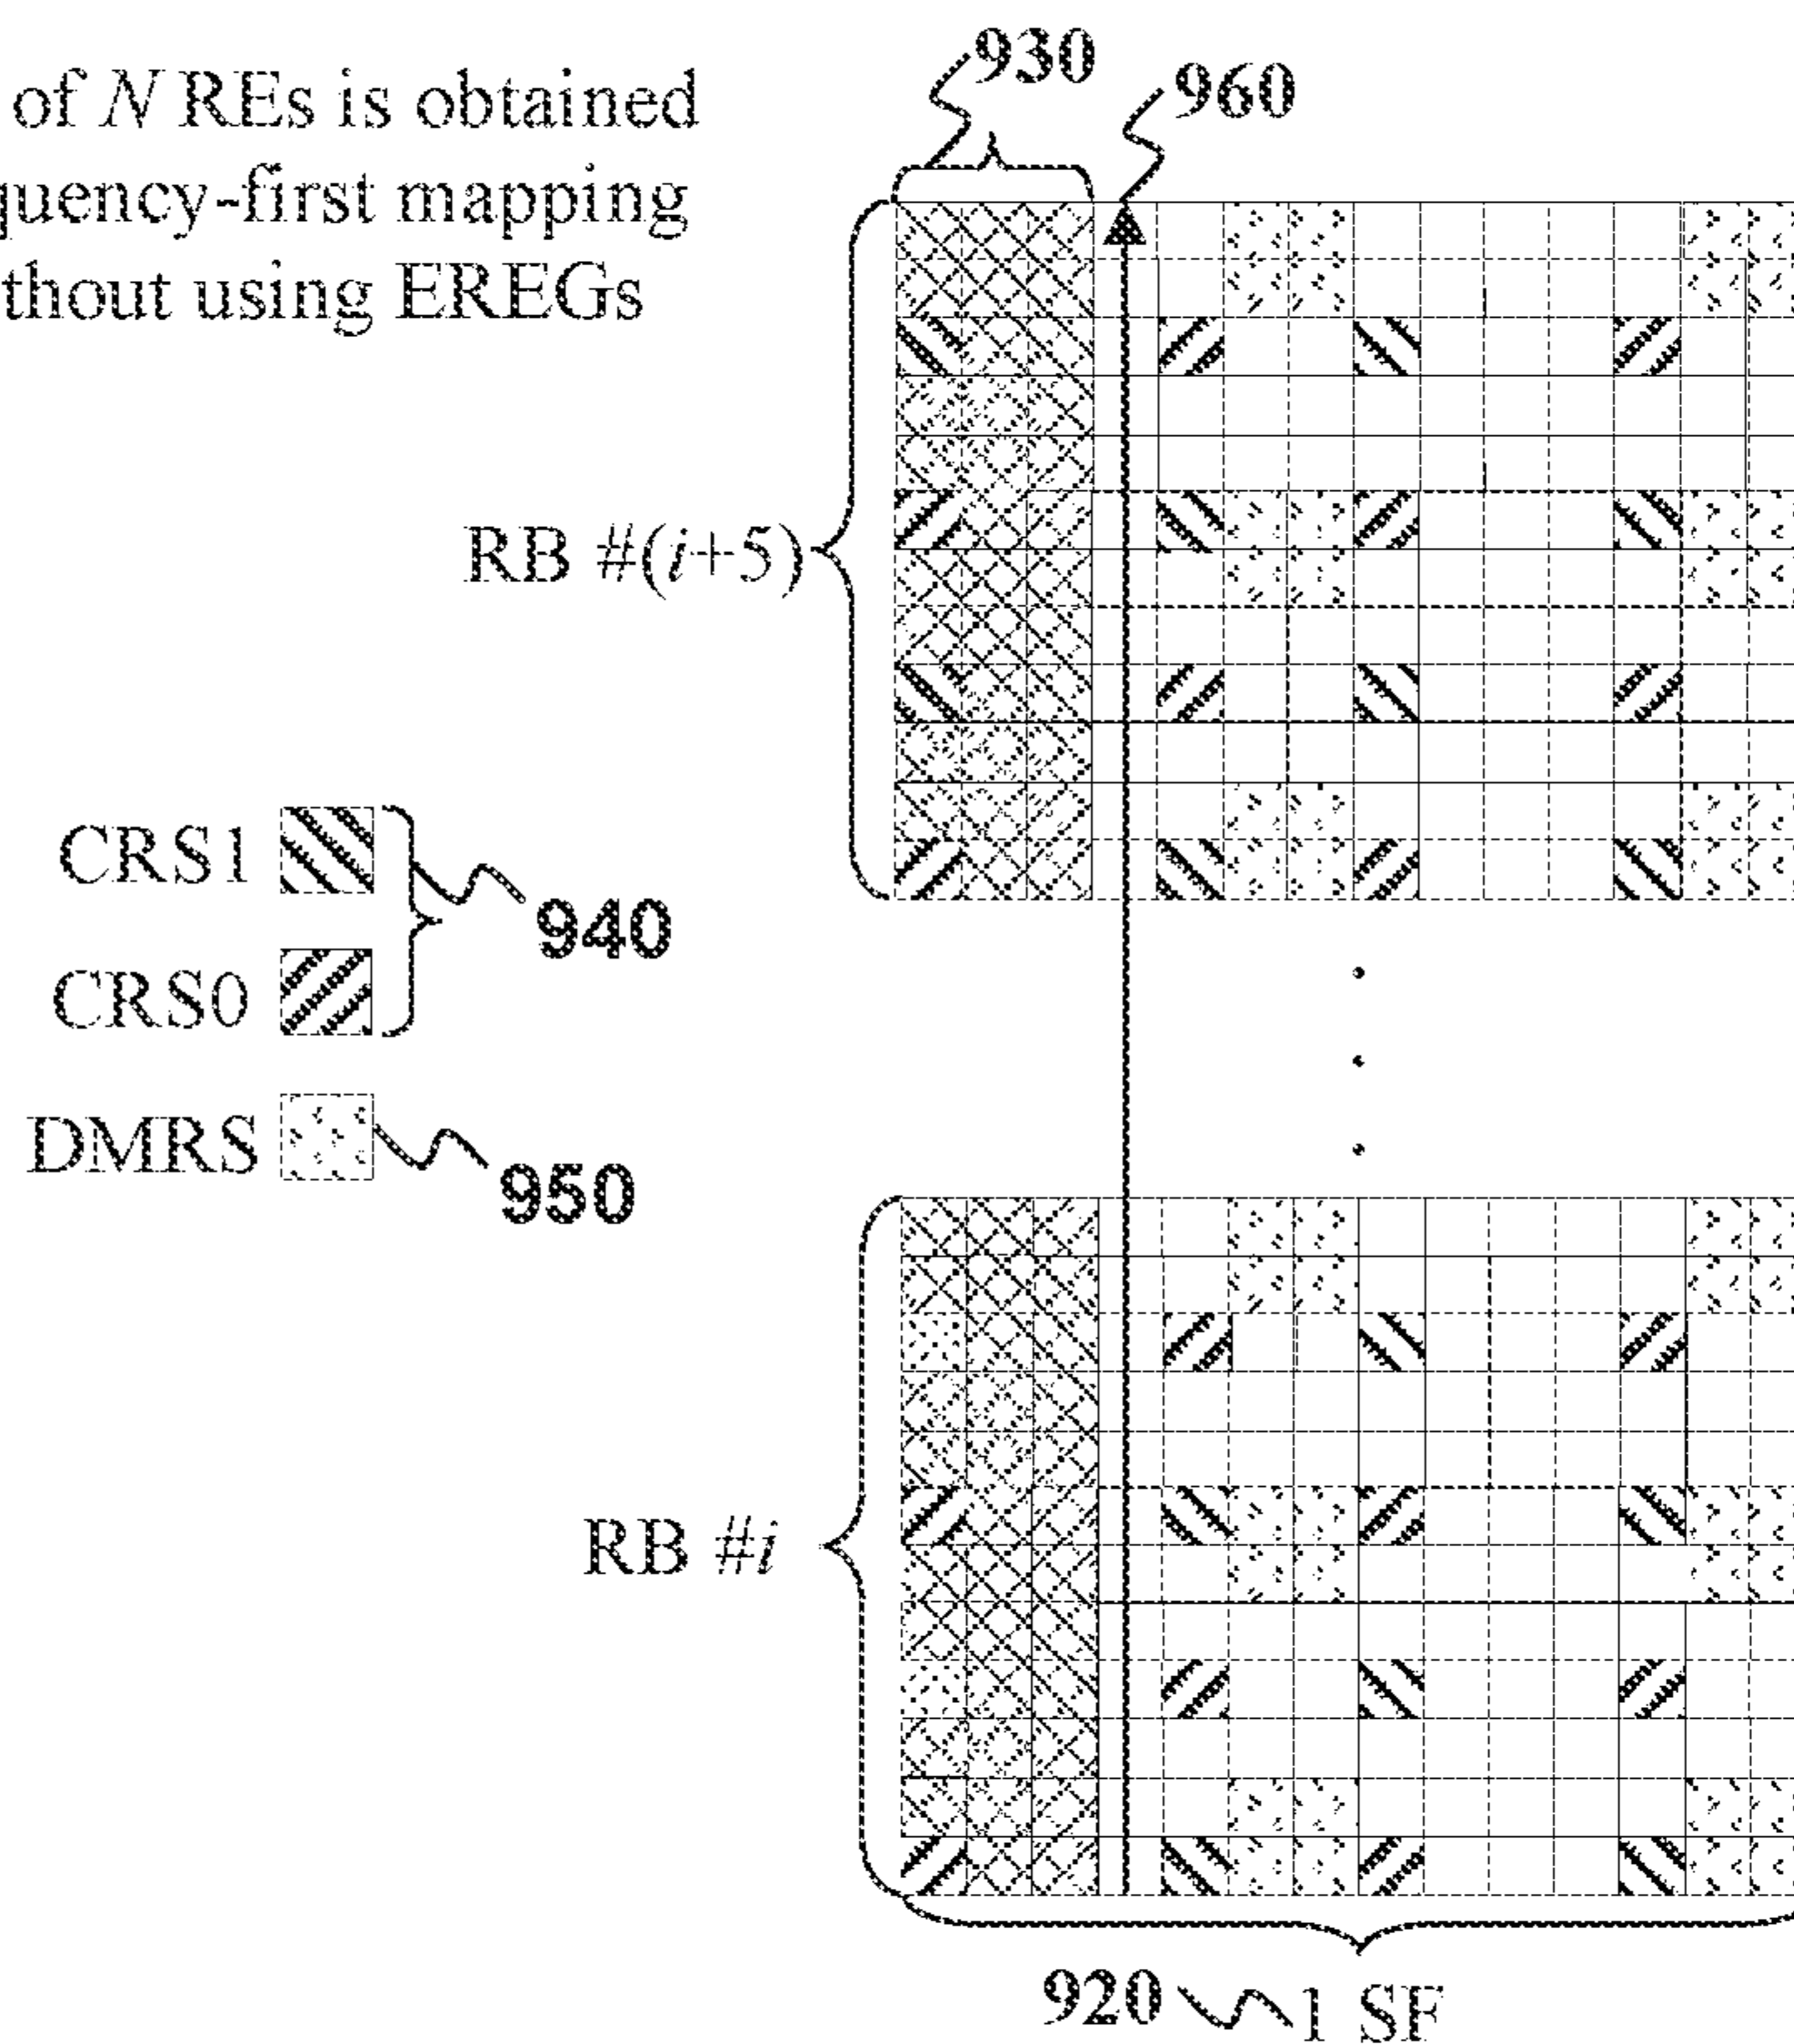 of N REs is obtained
quency-first mapping
thout using EREGs
930
960
RB #(i+5)
CRS1
940
CRS0
DMRS
950
RB #i
920
1 SF